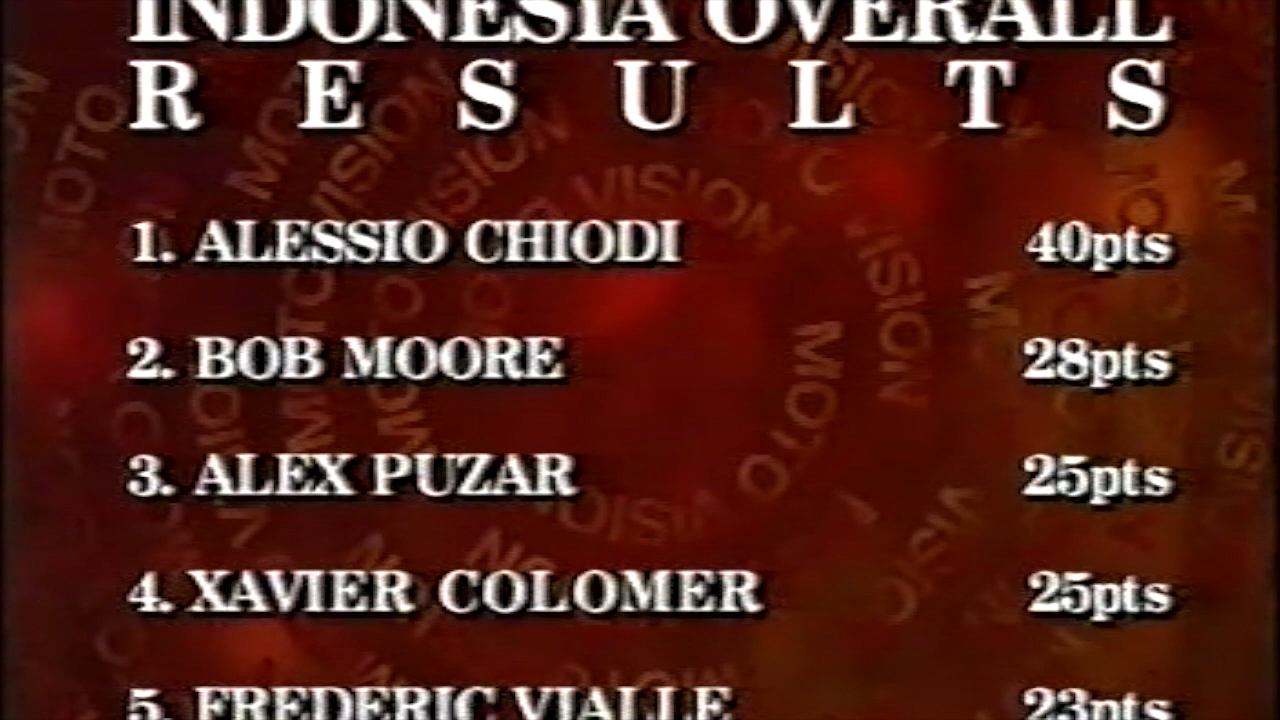 INDONESIA OVERALL
RESULTS
1. ALESSIO CHIODI 40pts
2. BOB MOORE 28pts
3. ALEX PUZAR 25pts
4. XAVIER COLOMER 25pts
5. FREDERIC VIALLE 23pts